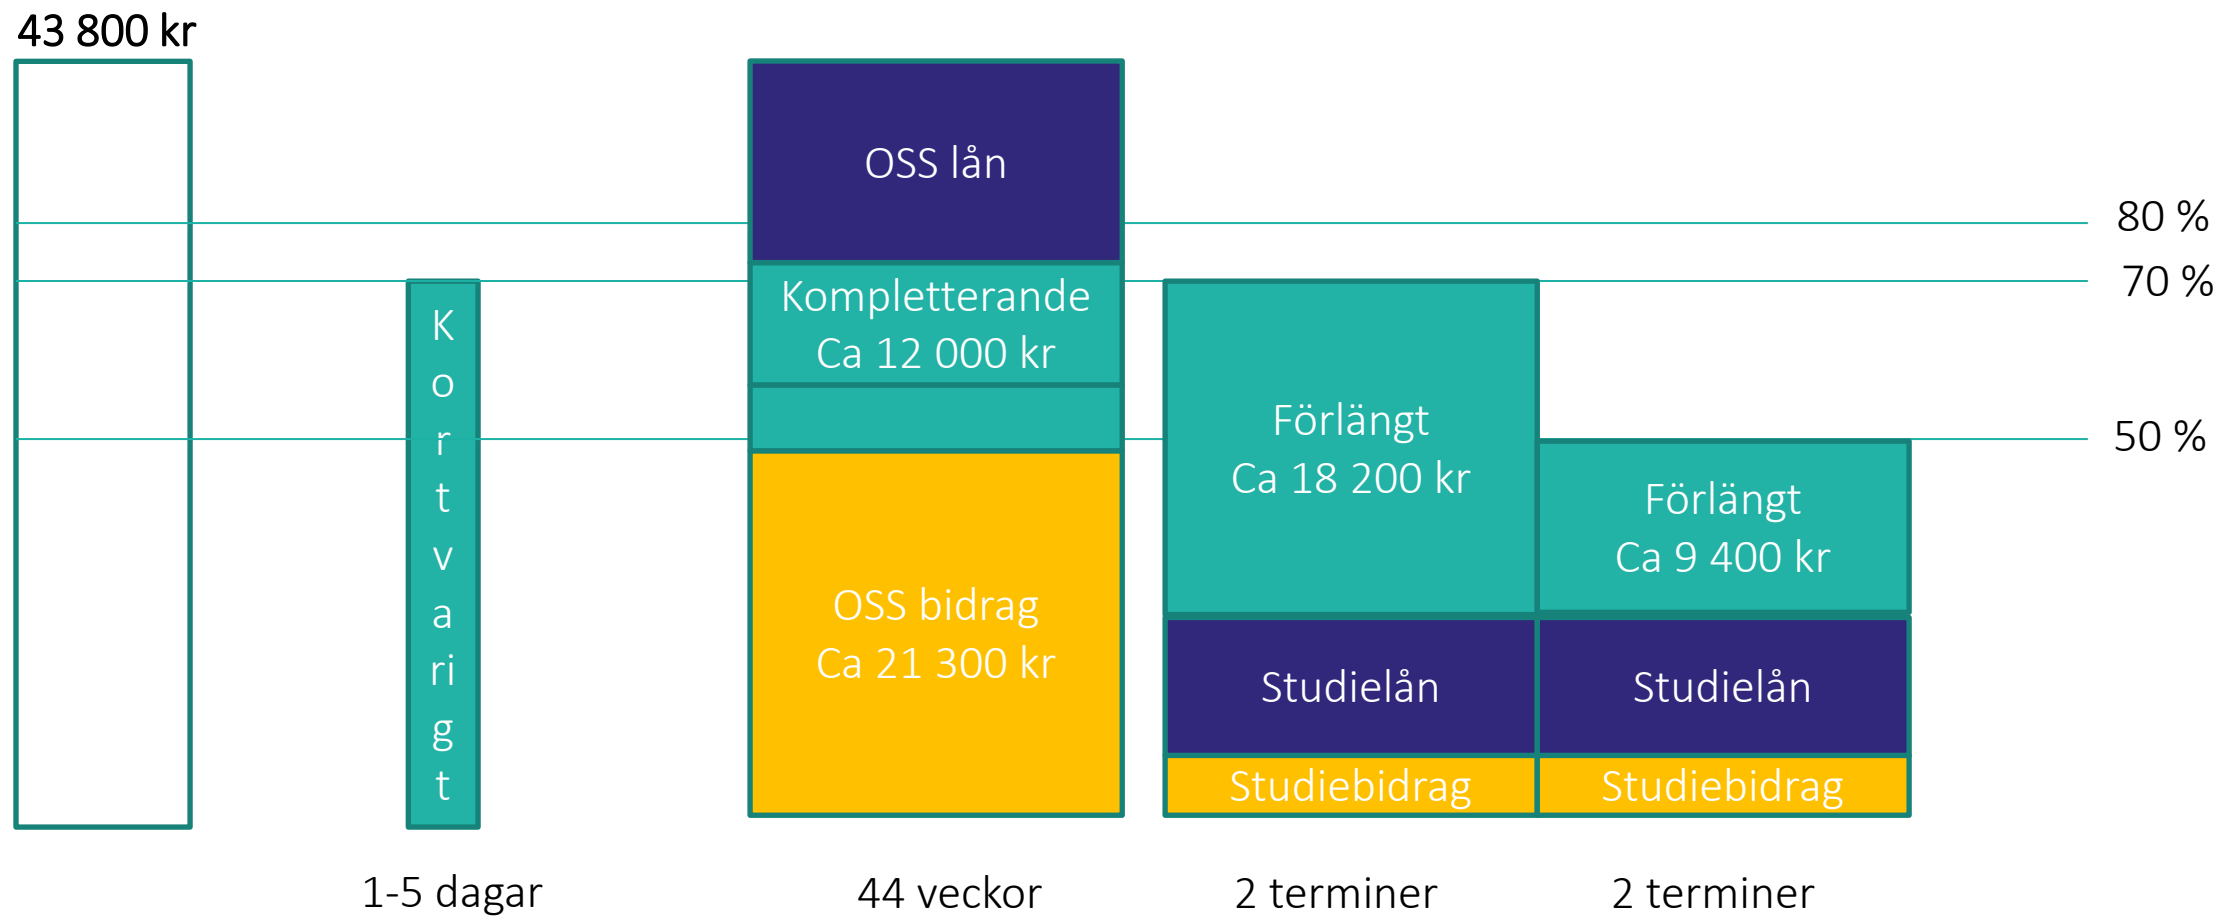 43 800 kr
80 %
70 %
50 %
Kortvarigt
OSS lån
Kompletterande
Ca 12 000 kr
OSS bidrag
Ca 21 300 kr
Förlängt
Ca 18 200 kr
Studielån
Studiebidrag
Förlängt
Ca 9 400 kr
Studielån
Studiebidrag
1-5 dagar
44 veckor
2 terminer
2 terminer